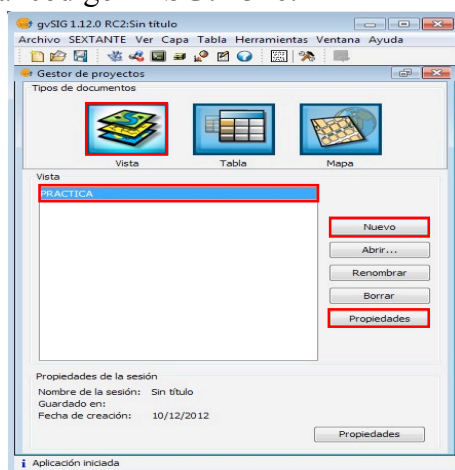 gvSIG 1.12.0 RC2:Sin título
Archivo SEXTANTE Ver Capa Tabla Herramientas Ventana Ayuda
Gestor de proyectos
Tipos de documentos
Vista Tabla Mapa
Vista
PRACTICA
Nuevo
Abrir...
Renombrar
Borrar
Propiedades
Propiedades de la sesión
Nombre de la sesión: Sin título
Guardado en:
Fecha de creación: 10/12/2012
Propiedades
Aplicación iniciada